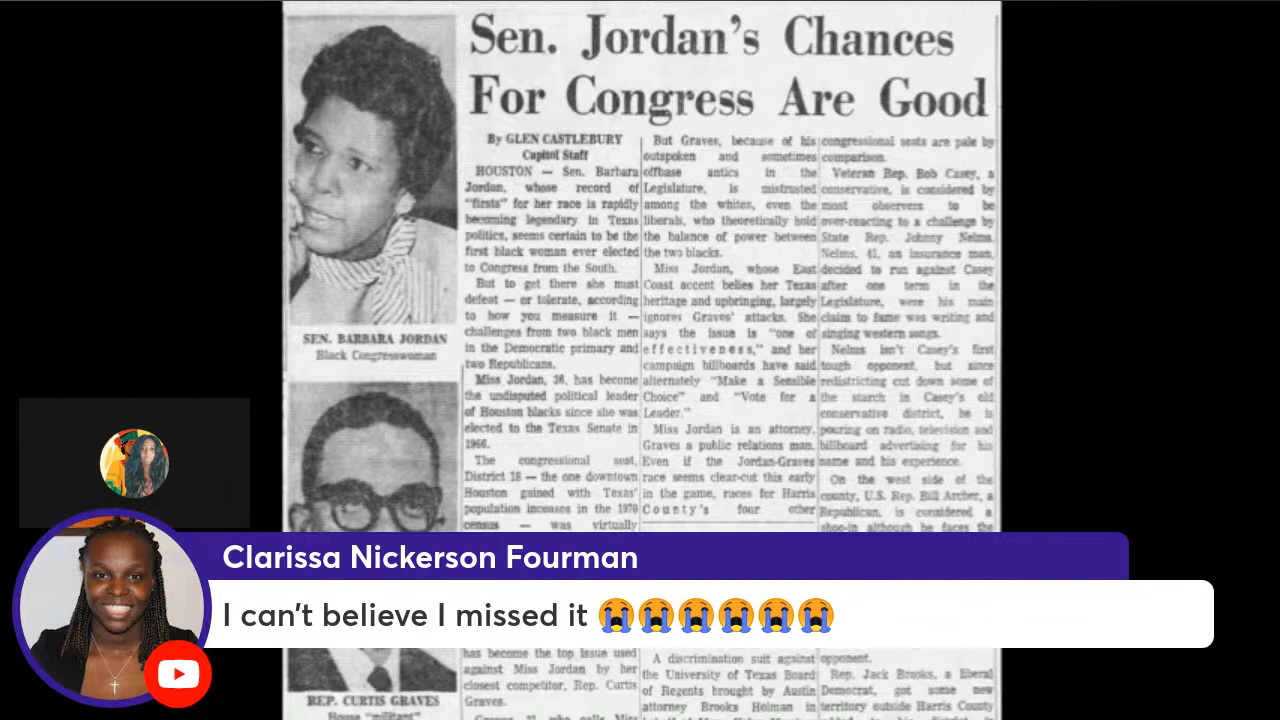 Sen. Jordan's Chances
For Congress Are Good
SEN. BARBARA JORDAN
Black Congresswoman
REP. CURTIS GRAVES
House "militant"
By GLEN CASTLEBURY
Capitol Staff
HOUSTON — Sen. Barbara
Jordan, whose record of
"firsts" for her race is rapidly
becoming legendary in Texas
politics, seems certain to be the
first black woman ever elected
to Congress from the South.
But to get there she must
defeat — or tolerate, according
to how you measure it —
challenges from two black men
in the Democratic primary and
two Republicans.
Miss Jordan, 36, has become
the undisputed political leader
of Houston blacks since she was
elected to the Texas Senate in
1966.
The congressional seat,
District 18 — the one downtown
Houston gained with Texas'
population incenses in the 1970
census — was virtually
has become the top issue used
against Miss Jordan by her
closest competitor, Rep. Curtis
Graves.
But Graves, because of his
outspoken and sometimes
offbase antics in the
Legislature, is mistrusted
among the whites, even the
liberals, who theoretically hold
the balance of power between
the two blacks.
Miss Jordan, whose East
Coast accent belies her Texas
heritage and upbringing, largely
ignores Graves' attacks. She
says the issue is "one of
effectiveness," and her
campaign billboards have said
alternately "Make a Sensible
Choice" and "Vote for a
Leader."
Miss Jordan is an attorney,
Graves a public relations man.
Even if the Jordan-Graves
race seems clear-cut this early
in the game, races for Harris
County's four other
A discrimination suit against
the University of Texas Board
of Regents brought by Austin
attorney Brooks Holman in
congressional seats are pale by
comparison.
Veteran Rep. Bob Casey, a
conservative, is considered by
most observers to be
over-reacting to a challenge by
State Rep. Johnny Nelms.
Nelms, 41, an insurance man,
decided to run against Casey
after one term in the
Legislature, were his main
claim to fame was writing and
singing western songs.
Nelms isn't Casey's first
tough opponent, but since
redistricting cut down some of
the starch in Casey's old
conservative district, he is
pouring on radio, television and
billboard advertising for his
name and his experience.
On the west side of the
county, U.S. Rep. Bill Archer, a
Republican, is considered a
shoe-in although he faces the
opponent.
Rep. Jack Brooks, a liberal
Democrat, got some new
territory outside Harris County
Clarissa Nickerson Fourman
I can't believe I missed it 😭😭😭😭😭😭